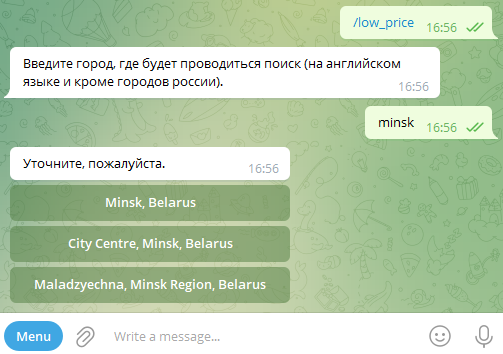 /low_price
16:56
Введите город, где будет проводиться поиск (на английском
языке и кроме городов россии).
16:56
minsk
16:56
Уточните, пожалуйста.
16:56
Minsk, Belarus
City Centre, Minsk, Belarus
Maladzyechna, Minsk Region, Belarus
Menu
Write a message...